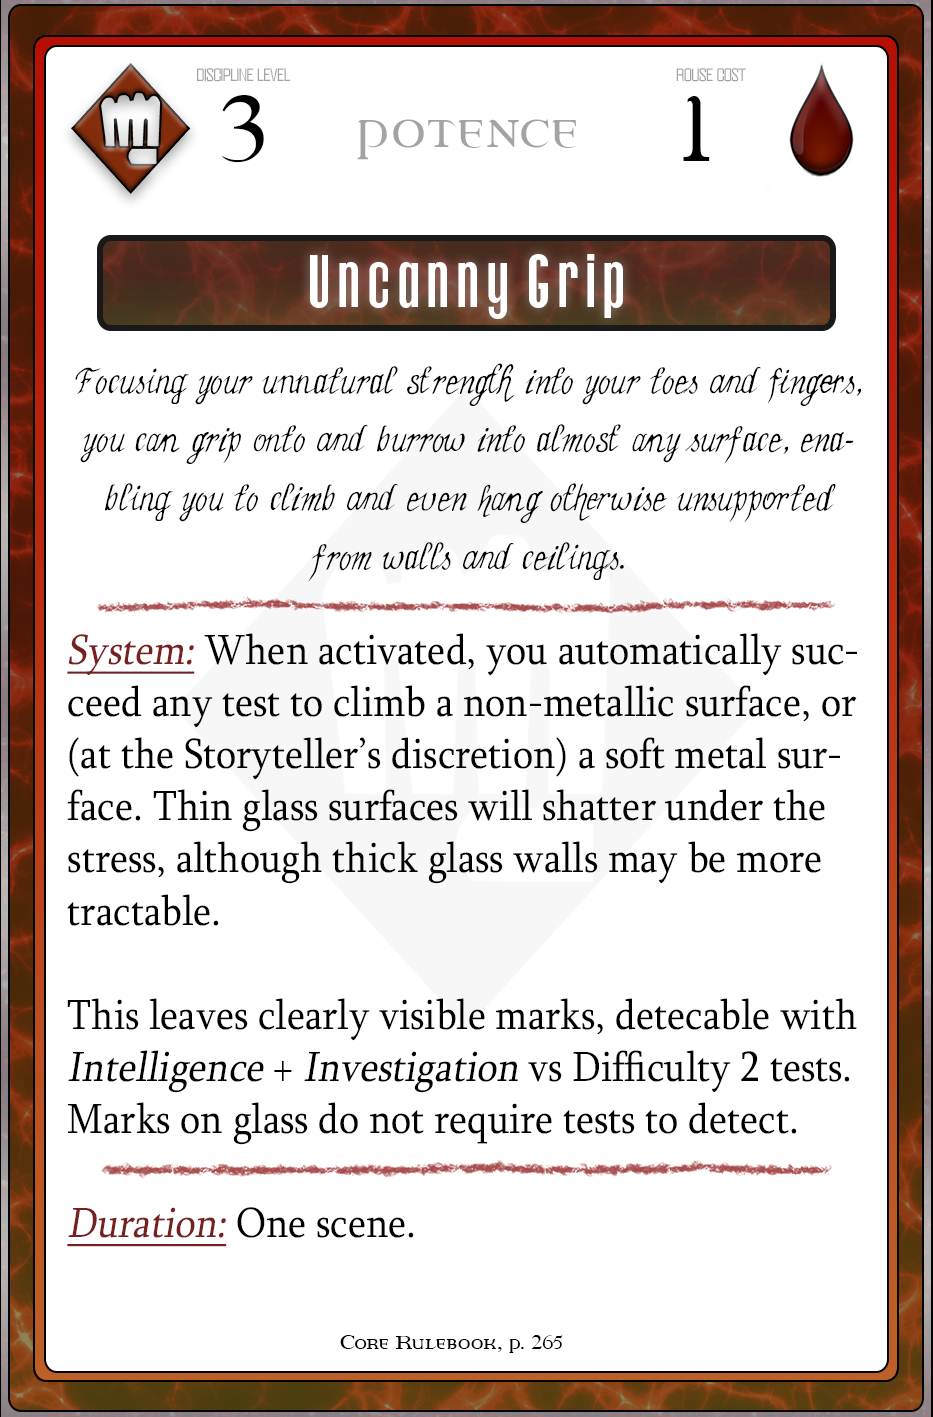 DISCIPLINE LEVEL
3
POTENCE
ROUSE COST
1
Uncanny Grip
Focusing your unnatural strength into your toes and fingers,
you can grip onto and burrow into almost any surface, ena-
bling you to climb and even hang otherwise unsupported
from walls and ceilings.
System: When activated, you automatically suc-
ceed any test to climb a non-metallic surface, or
(at the Storyteller’s discretion) a soft metal sur-
face. Thin glass surfaces will shatter under the
stress, although thick glass walls may be more
tractable.
This leaves clearly visible marks, detecable with
Intelligence + Investigation vs Difficulty 2 tests.
Marks on glass do not require tests to detect.
Duration: One scene.
Core Rulebook, p. 265